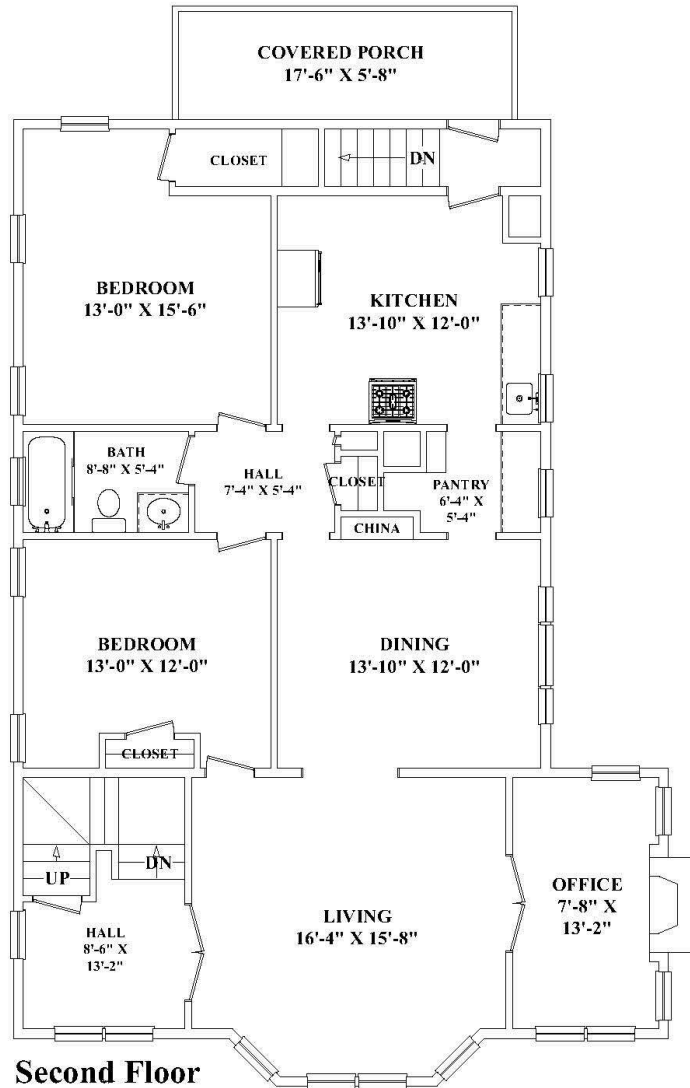 COVERED PORCH
17'-6" X 5'-8"
CLOSET
DN
BEDROOM
13'-0" X 15'-6"
KITCHEN
13'-10" X 12'-0"
BATH
8'-8" X 5'-4"
HALL
7'-4" X 5'-4"
CLOSET
PANTRY
6'-4" X
5'-4"
CHINA
BEDROOM
13'-0" X 12'-0"
DINING
13'-10" X 12'-0"
CLOSET
UP
DN
HALL
8'-6" X
13'-2"
LIVING
16'-4" X 15'-8"
OFFICE
7'-8" X
13'-2"
Second Floor